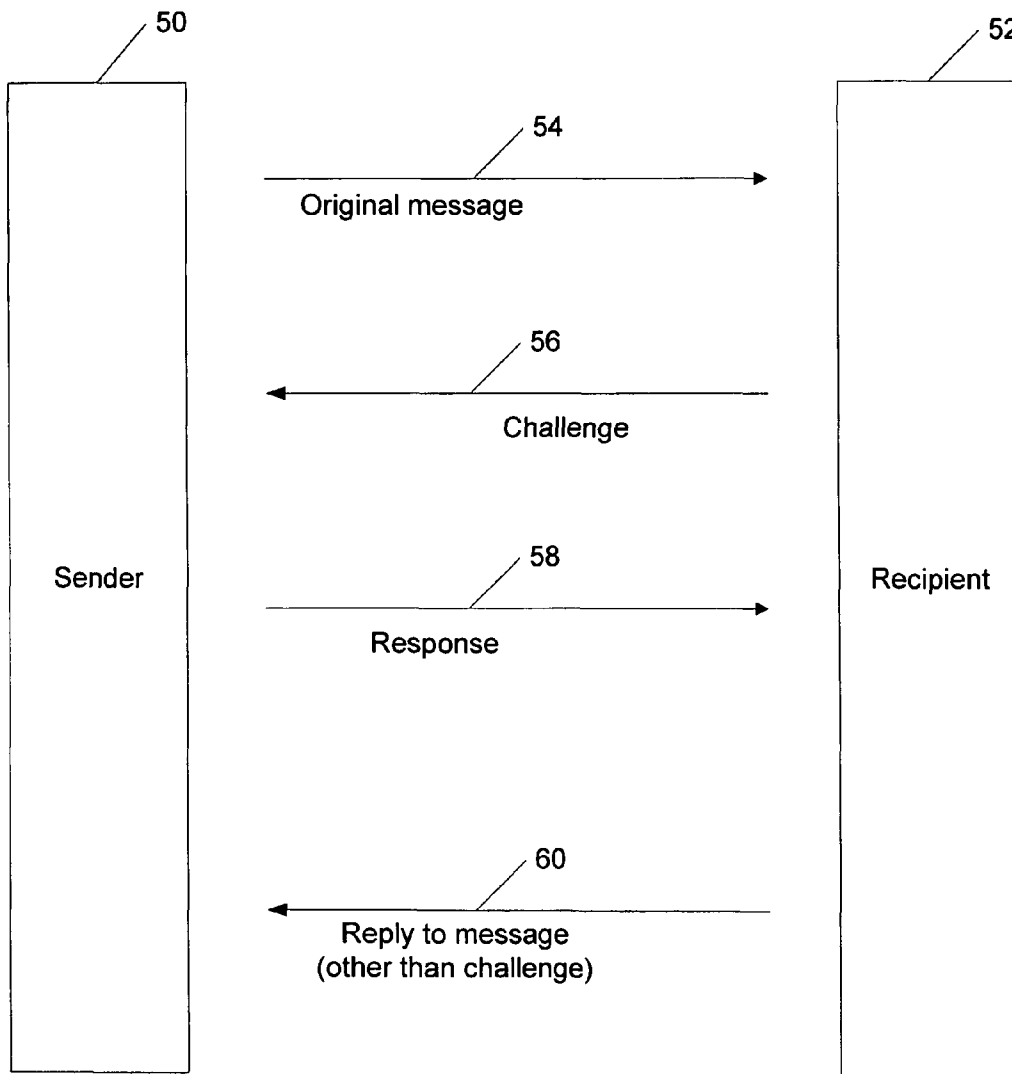 50
52
54
Original message
56
Challenge
58
Sender
Recipient
Response
60
Reply to message
(other than challenge)